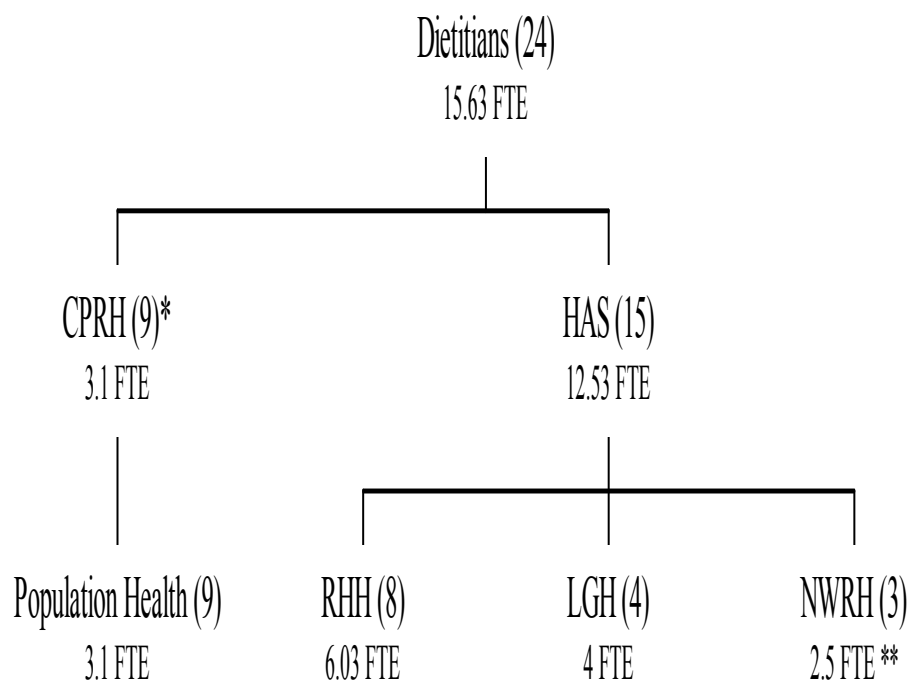 Dietitians (24)
15.63 FTE
CPRH (9)*
3.1 FTE
HAS (15)
12.53 FTE
Population Health (9)
3.1 FTE
RHH (8)
6.03 FTE
LGH (4)
4 FTE
NWRH (3)
2.5 FTE **